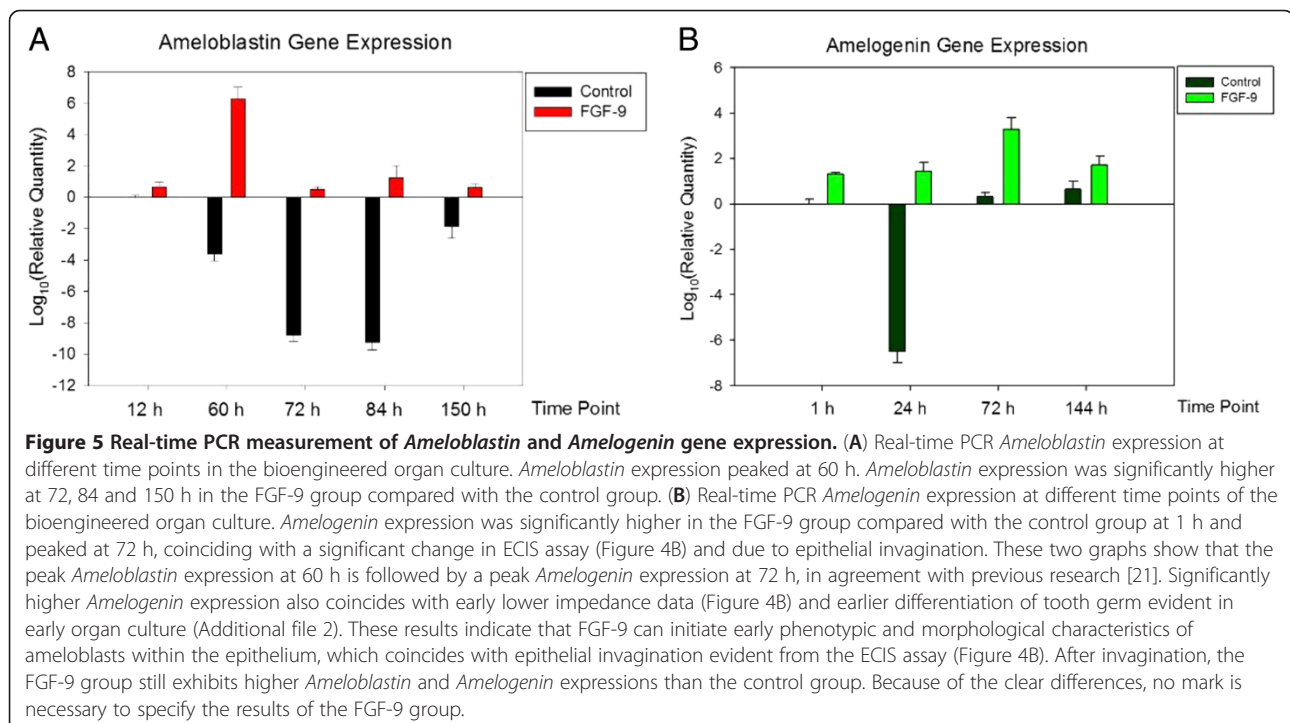 A
Ameloblastin Gene Expression
Control
FGF-9
Log10(Relative Quantity)
8
6
4
2
0
-2
-4
-6
-8
-10
-12
12 h 60 h 72 h 84 h 150 h Time Point
B
Amelogenin Gene Expression
Control
FGF-9
Log10(Relative Quantity)
6
4
2
0
-2
-4
-6
-8
1 h 24 h 72 h 144 h Time Point
Figure 5 Real-time PCR measurement of Ameloblastin and Amelogenin gene expression. (A) Real-time PCR Ameloblastin expression at
different time points in the bioengineered organ culture. Ameloblastin expression peaked at 60 h. Ameloblastin expression was significantly higher
at 72, 84 and 150 h in the FGF-9 group compared with the control group. (B) Real-time PCR Amelogenin expression at different time points of the
bioengineered organ culture. Amelogenin expression was significantly higher in the FGF-9 group compared with the control group at 1 h and
peaked at 72 h, coinciding with a significant change in ECIS assay (Figure 4B) and due to epithelial invagination. These two graphs show that the
peak Ameloblastin expression at 60 h is followed by a peak Amelogenin expression at 72 h, in agreement with previous research [21]. Significantly
higher Amelogenin expression also coincides with early lower impedance data (Figure 4B) and earlier differentiation of tooth germ evident in
early organ culture (Additional file 2). These results indicate that FGF-9 can initiate early phenotypic and morphological characteristics of
ameloblasts within the epithelium, which coincides with epithelial invagination evident from the ECIS assay (Figure 4B). After invagination, the
FGF-9 group still exhibits higher Ameloblastin and Amelogenin expressions than the control group. Because of the clear differences, no mark is
necessary to specify the results of the FGF-9 group.